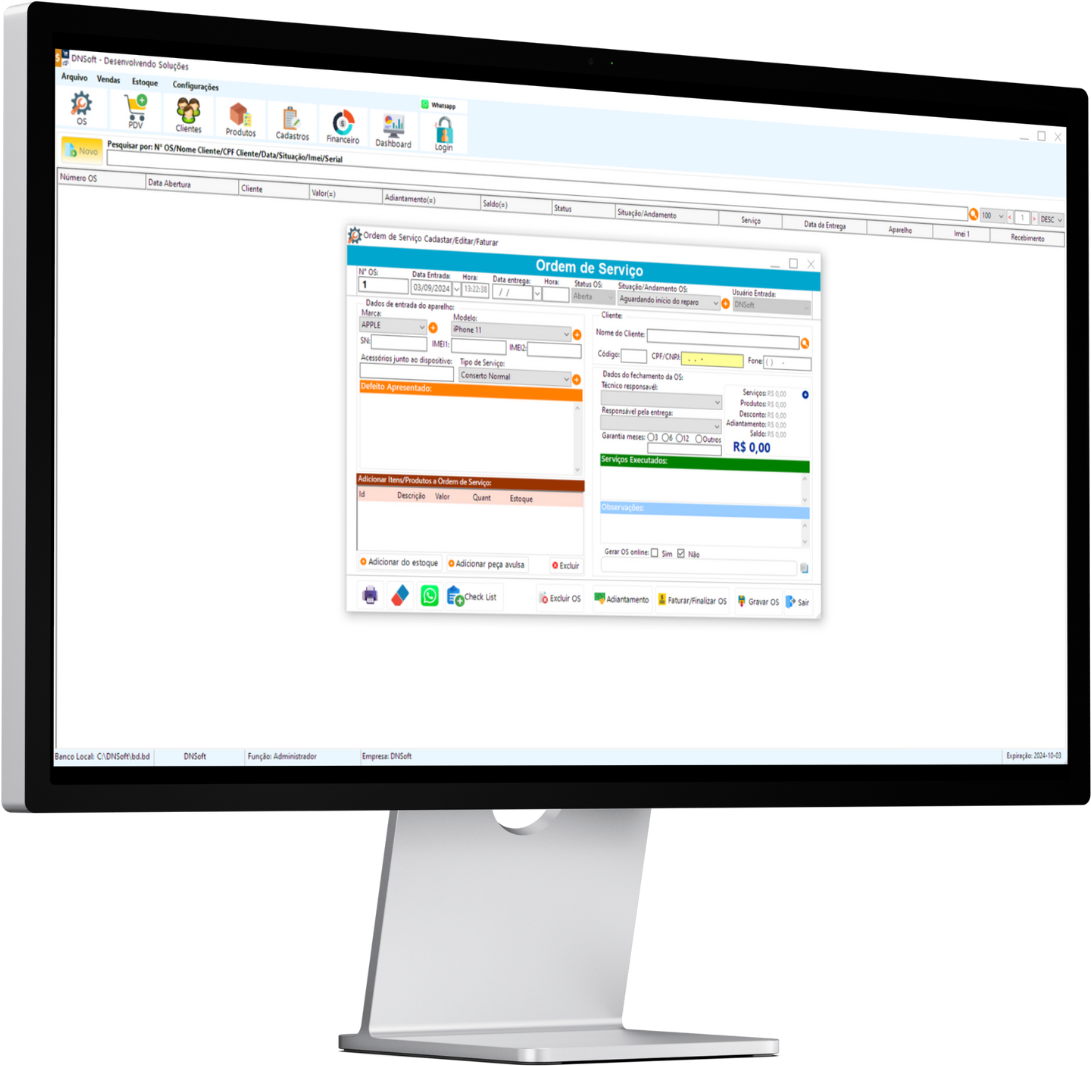 DNSoft - Desenvolvendo Soluções
Arquivo Vendas Estoque Configurações
Whatsapp
OS PDV Clientes Produtos Cadastros Financeiro Dashboard Login
Novo
Pesquisar por: N° OS/Nome Cliente/CPF Cliente/Data/Situação/Imei/Serial
100 < 1 > DESC
Número OS Data Abertura Cliente Valor(=) Adiantamento(=) Saldo(=) Status Situação/Andamento Serviço Data da Entrega Aparelho Imei 1 Recebimento
Ordem de Serviço Cadastar/Editar/Faturar
Ordem de Serviço
N° OS: Data Entrada: Hora: Data entrega: Hora: Status OS: Situação/Andamento OS: Usuário Entrada:
1 03/09/2024 13:22:38 / / Aberta Aguardando início do reparo DNSoft
Dados de entrada do aparelho:
Marca: Modelo:
APPLE iPhone 11
SN: IMEI1: IMEI2:
Acessórios junto ao dispositivo: Tipo de Serviço:
Conserto Normal
Defeito Apresentado:
Adicionar Itens/Produtos a Ordem de Serviço:
Id Descrição Valor Quant Estoque
Adicionar do estoque Adicionar peça avulsa Excluir
Cliente:
Nome do Cliente:
Código: CPF/CNPJ: . . - Fone: ( ) -
Dados do fechamento da OS:
Técnico responsavél:
Responsável pela entrega:
Garantia meses: 3 6 12 Outros
Serviços: R$ 0,00
Produtos: R$ 0,00
Desconto: R$ 0,00
Adiantamento: R$ 0,00
Saldo: R$ 0,00
R$ 0,00
Serviços Executados:
Observações:
Gerar OS online: Sim Não
Check List Excluir OS Adiantamento Faturar/Finalizar OS Gravar OS Sair
Banco Local: C:\DNSoft\bd.bd DNSoft Função: Administrador Empresa: DNSoft Expiração: 2024-10-03